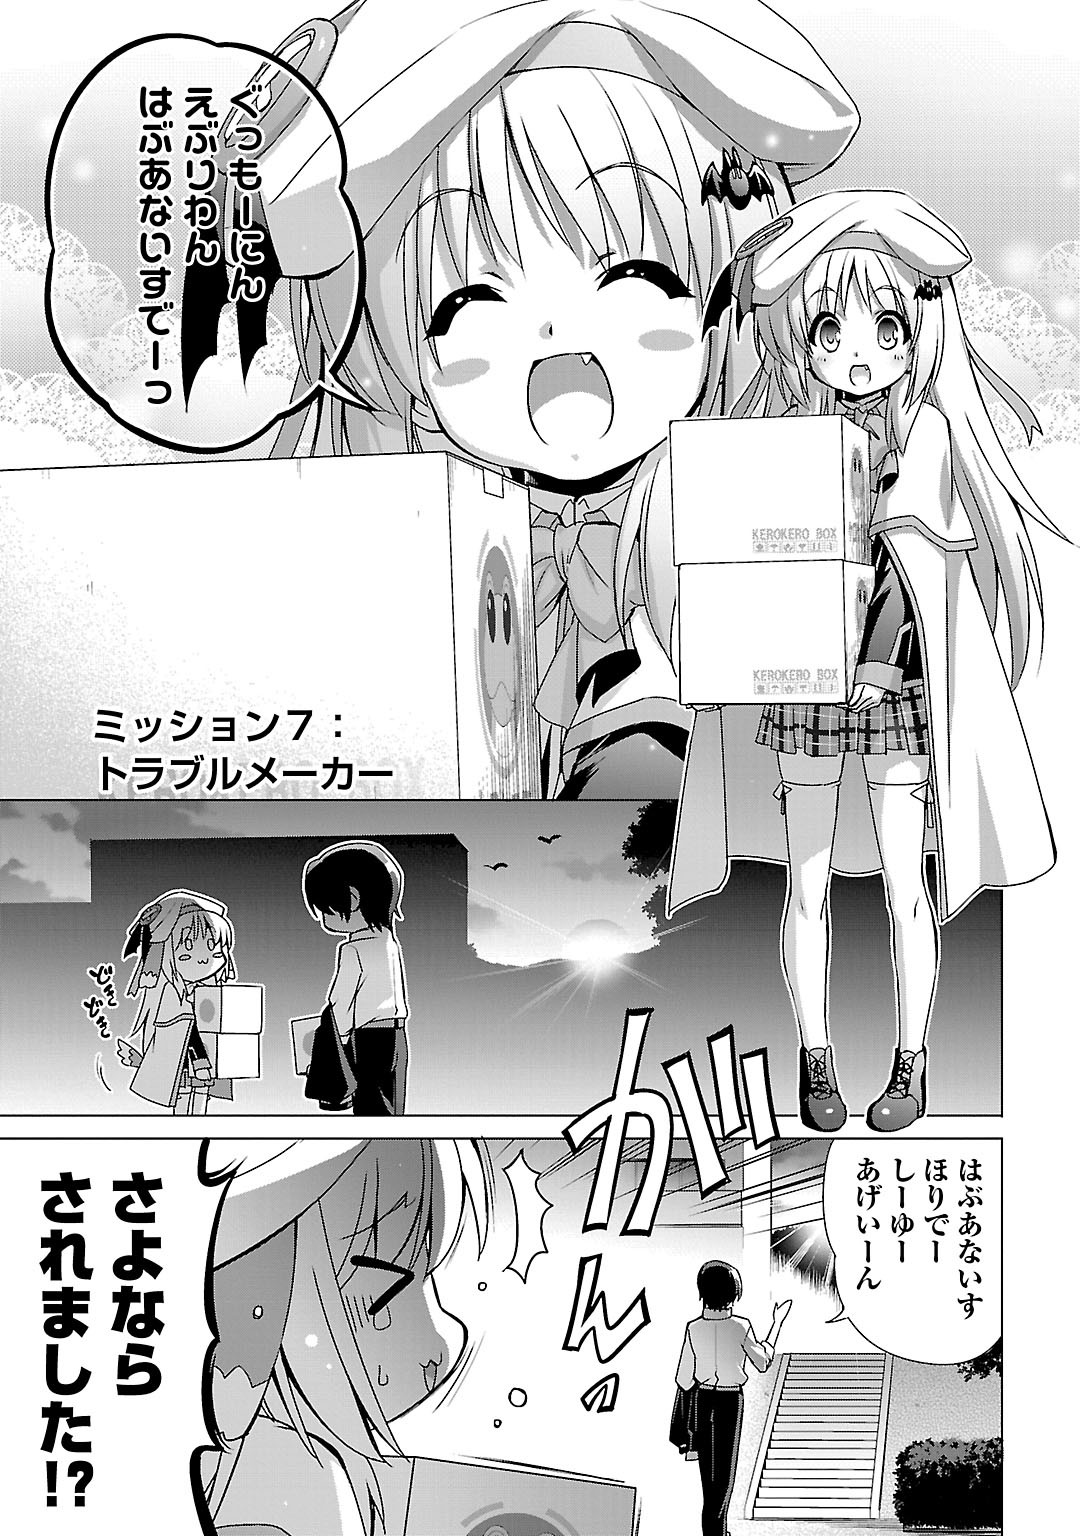 ぐっもーにん
えぶりわん
はぶあないすでーっ
KEROKERO BOX
KEROKERO BOX
ミッション7：
トラブルメーカー
どきどき
はぶあないす
ほりでー
しーゆー
あげいーん
ガーんっ
さよなら
されました!?